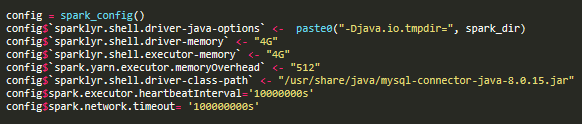 config = spark_config()
config$`sparklyr.shell.driver-java-options` <-  paste0("-Djava.io.tmpdir=", spark_dir)
config$`sparklyr.shell.driver-memory` <- "4G"
config$`sparklyr.shell.executor-memory` <- "4G"
config$`spark.yarn.executor.memoryOverhead` <- "512"
config$`sparklyr.shell.driver-class-path` <- "/usr/share/java/mysql-connector-java-8.0.15.jar"
config$spark.executor.heartbeatInterval='10000000s'
config$spark.network.timeout= '100000000s'